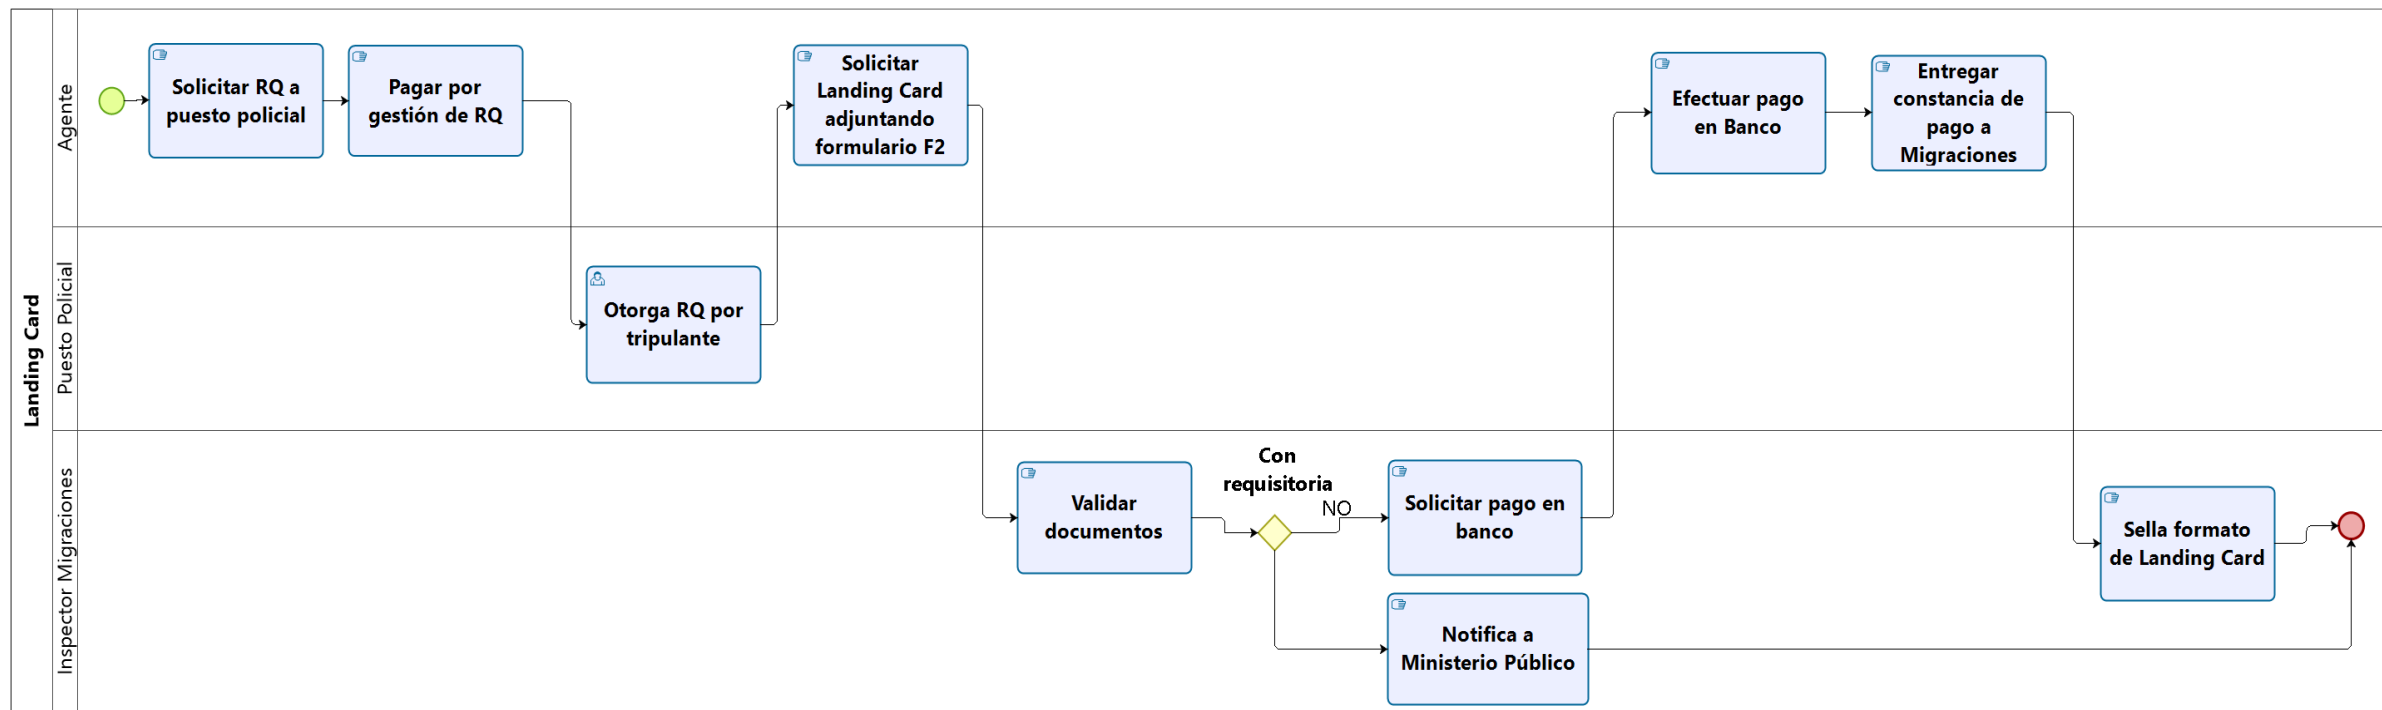 Landing Card
Agente
Solicitar RQ a
puesto policial
Pagar por
gestión de RQ
Solicitar
Landing Card
adjuntando
formulario F2
Efectuar pago
en Banco
Entregar
constancia de
pago a
Migraciones
Puesto Policial
Otorga RQ por
tripulante
Inspector Migraciones
Validar
documentos
Con
requisitoria
NO
Solicitar pago en
banco
Notifica a
Ministerio Público
Sella formato
de Landing Card